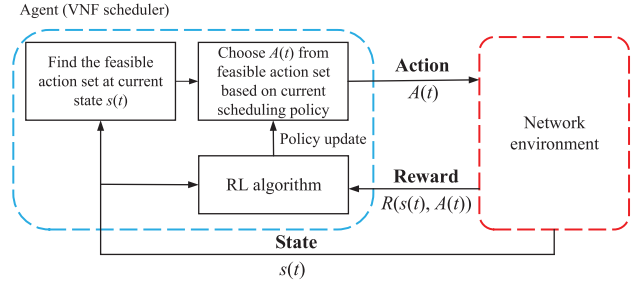 Agent (VNF scheduler)
Find the feasible
action set at current
state s(t)
Choose A(t) from
feasible action set
based on current
scheduling policy
Action
A(t)
Network
environment
Policy update
RL algorithm
Reward
R(s(t), A(t))
State
s(t)